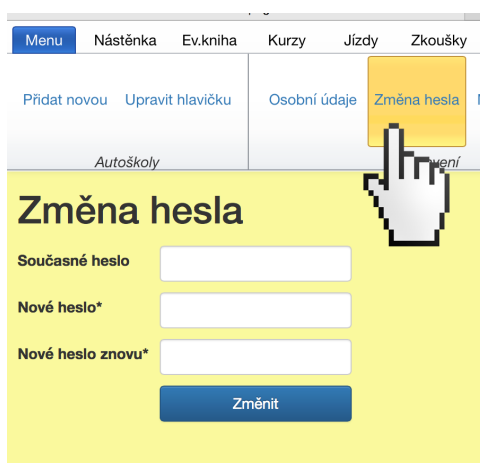 Menu Nástěnka Ev.kniha Kurzy Jízdy Zkoušky
Přidat novou Upravit hlavičku Osobní údaje Změna hesla
Autoškoly
Změna hesla
Současné heslo
Nové heslo*
Nové heslo znovu*
Změnit